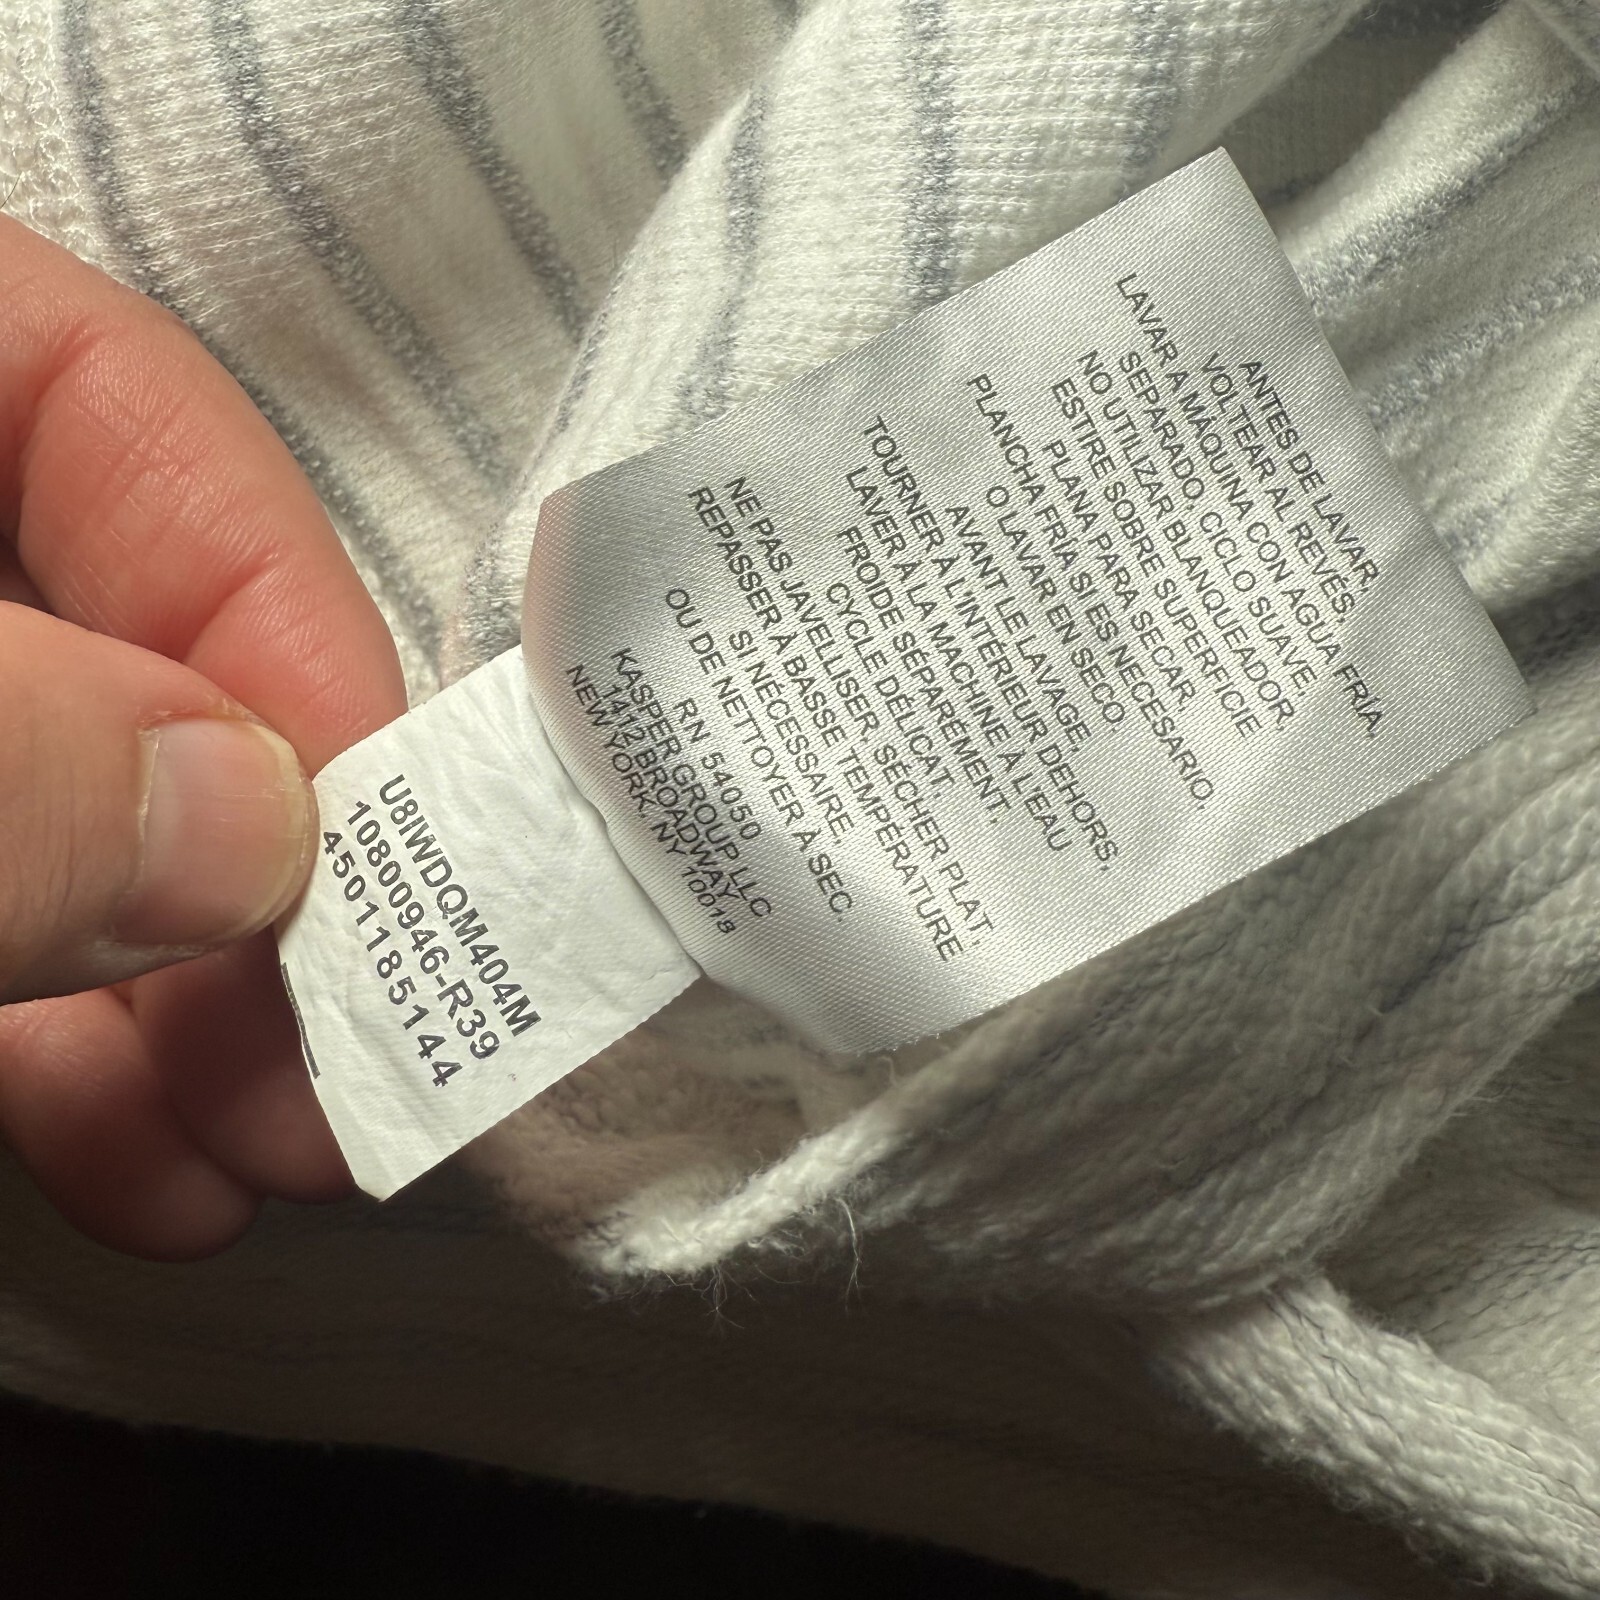 ANTES DE LAVAR,
VOLTEAR AL REVÉS,
LAVAR A MÁQUINA CON AGUA FRÍA
SEPARADO, CICLO SUAVE,
NO UTILIZAR BLANQUEADOR,
ESTIRE SOBRE SUPERFICIE
PLANA PARA SECAR,
PLANCHA FRÍA SI ES NECESARIO,
O LAVAR EN SECO.
AVANT LE LAVAGE,
TOURNER À L'INTÉRIEUR DEHORS,
LAVER À LA MACHINE À L'EAU
FROIDE SÉPARÉMENT,
CYCLE DÉLICAT,
NE PAS JAVELLISER, SÉCHER PLAT,
REPASSER À BASSE TEMPÉRATURE
SI NÉCESSAIRE,
OU DE NETTOYER À SEC.
RN 54050
KASPER GROUP LLC
1412 BROADWAY
NEW YORK, NY 10018
U8IWDQM404M
10800946-R39
4501185144